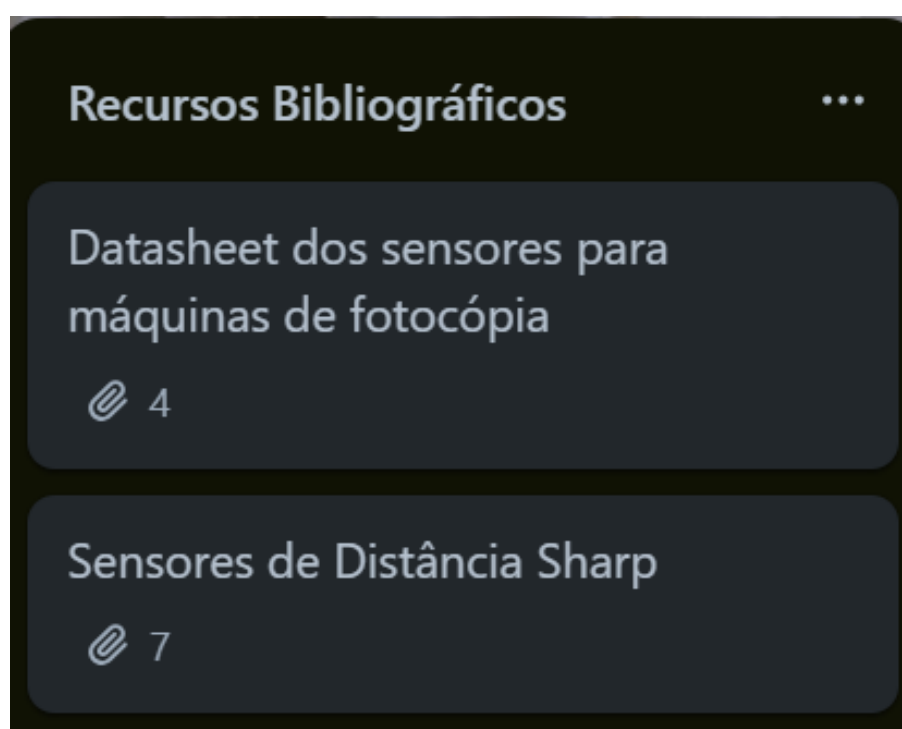 Recursos Bibliográficos
Datasheet dos sensores para
máquinas de fotocópia
4
Sensores de Distância Sharp
7